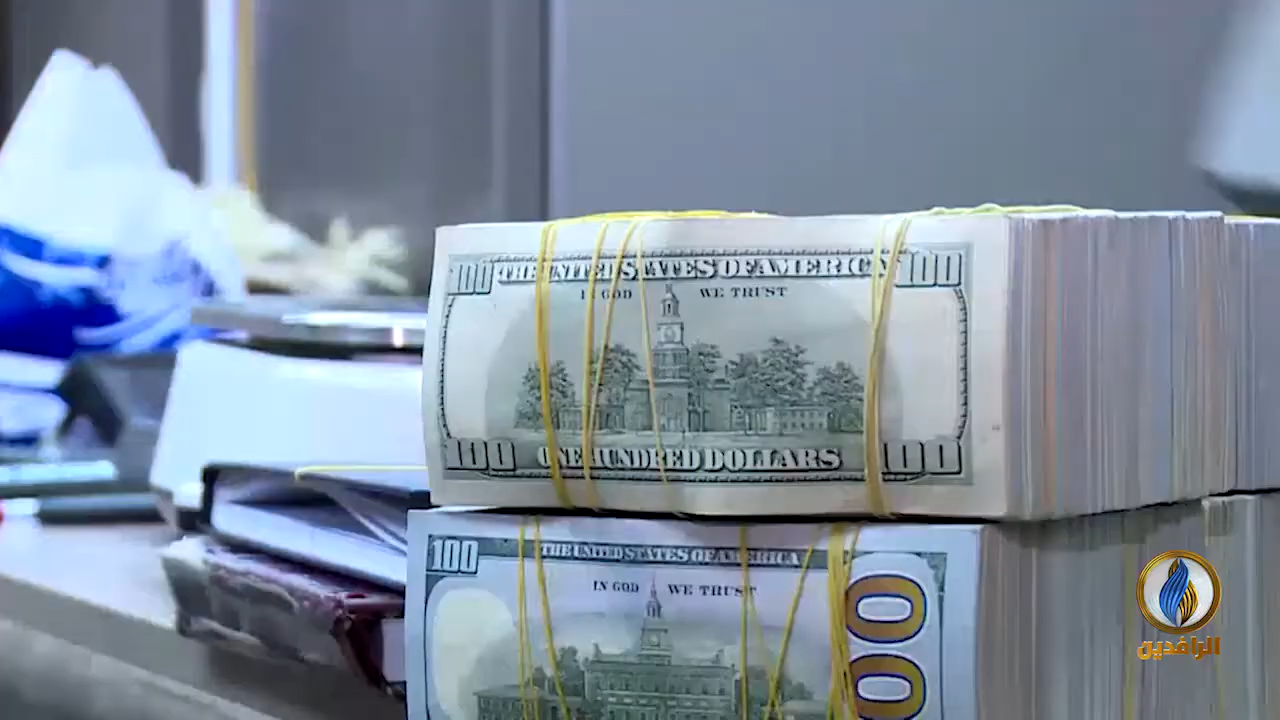 100 THE UNITED STATES OF AMERICA 100
IN GOD WE TRUST
100 ONE HUNDRED DOLLARS 100
100 THE UNITED STATES OF AMERICA
IN GOD WE TRUST
100
الرافدين